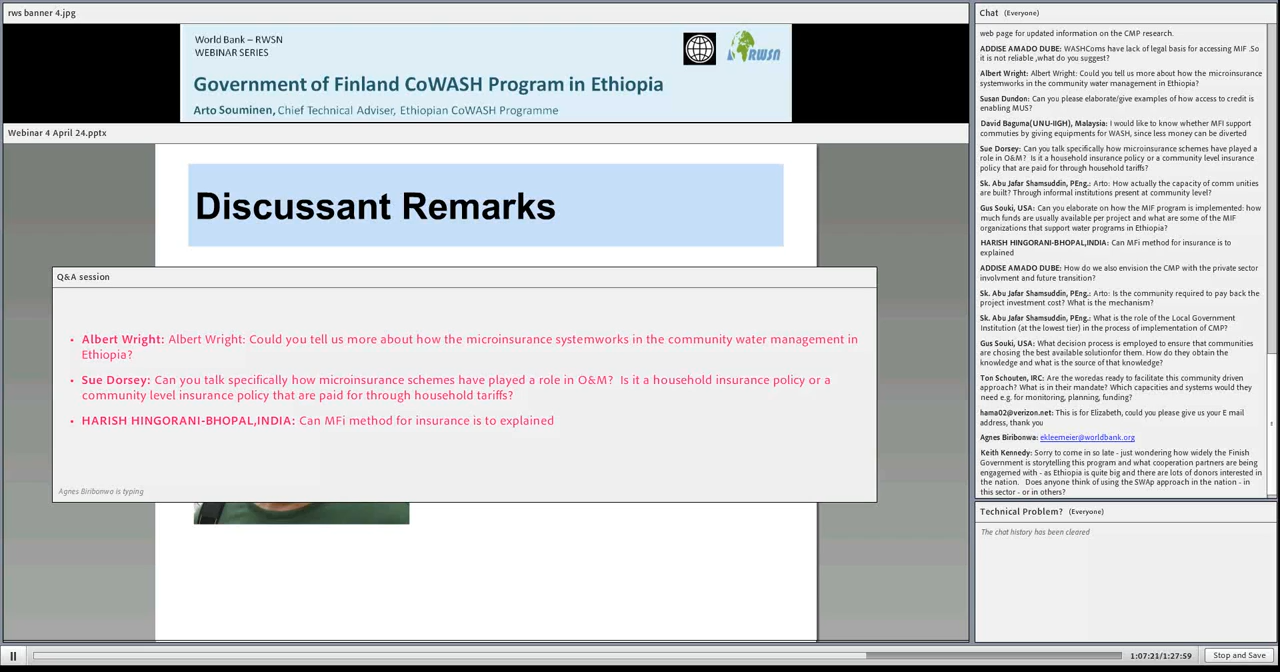 rws banner 4.jpg
World Bank – RWSN
WEBINAR SERIES
RWSN
Government of Finland CoWASH Program in Ethiopia
Arto Souminen, Chief Technical Adviser, Ethiopian CoWASH Programme
Webinar 4 April 24.pptx
Discussant Remarks
Q&A session
• Albert Wright: Albert Wright: Could you tell us more about how the microinsurance systemworks in the community water management in
Ethiopia?
• Sue Dorsey: Can you talk specifically how microinsurance schemes have played a role in O&M? Is it a household insurance policy or a
community level insurance policy that are paid for through household tariffs?
• HARISH HINGORANI-BHOPAL,INDIA: Can MFi method for insurance is to explained
Agnes Biribonwa is typing
Chat (Everyone)
web page for updated information on the CMP research.
ADDISE AMADO DUBE: WASHComs have lack of legal basis for accessing MIF .So
it is not reliable ,what do you suggest?
Albert Wright: Albert Wright: Could you tell us more about how the microinsurance
systemworks in the community water management in Ethiopia?
Susan Dundon: Can you please elaborate/give examples of how access to credit is
enabling MUS?
David Baguma(UNU-IIGH), Malaysia: I would like to know whether MFI support
commuties by giving equipments for WASH, since less money can be diverted
Sue Dorsey: Can you talk specifically how microinsurance schemes have played a
role in O&M? Is it a household insurance policy or a community level insurance
policy that are paid for through household tariffs?
Sk. Abu Jafar Shamsuddin, PEng.: Arto: How actually the capacity of comm unities
are built? Through informal institutions present at community level?
Gus Souki, USA: Can you elaborate on how the MIF program is implemented: how
much funds are usually available per project and what are some of the MIF
organizations that support water programs in Ethiopia?
HARISH HINGORANI-BHOPAL,INDIA: Can MFi method for insurance is to
explained
ADDISE AMADO DUBE: How do we also envision the CMP with the private sector
involvment and future transition?
Sk. Abu Jafar Shamsuddin, PEng.: Arto: Is the community required to pay back the
project investment cost? What is the mechanism?
Sk. Abu Jafar Shamsuddin, PEng.: What is the role of the Local Government
Institution (at the lowest tier) in the process of implementation of CMP?
Gus Souki, USA: What decision process is employed to ensure that communities
are chosing the best available solutionfor them. How do they obtain the
knowledge and what is the source of that knowledge?
Ton Schouten, IRC: Are the woredas ready to facilitate this community driven
approach? What is in their mandate? Which capacities and systems would they
need e.g. for monitoring, planning, funding?
hama02@verizon.net: This is for Elizabeth, could you please give us your E mail
address, thank you
Agnes Biribonwa: ekleemeier@worldbank.org
Keith Kennedy: Sorry to come in so late - just wondering how widely the Finish
Government is storytelling this program and what cooperation partners are being
engamed with - as Ethiopia is quite big and there are lots of donors interested in
the nation. Does anyone think of using the SWAp approach in the nation - in
this sector - or in others?
Technical Problem? (Everyone)
The chat history has been cleared
1:07:21/1:27:59
Stop and Save